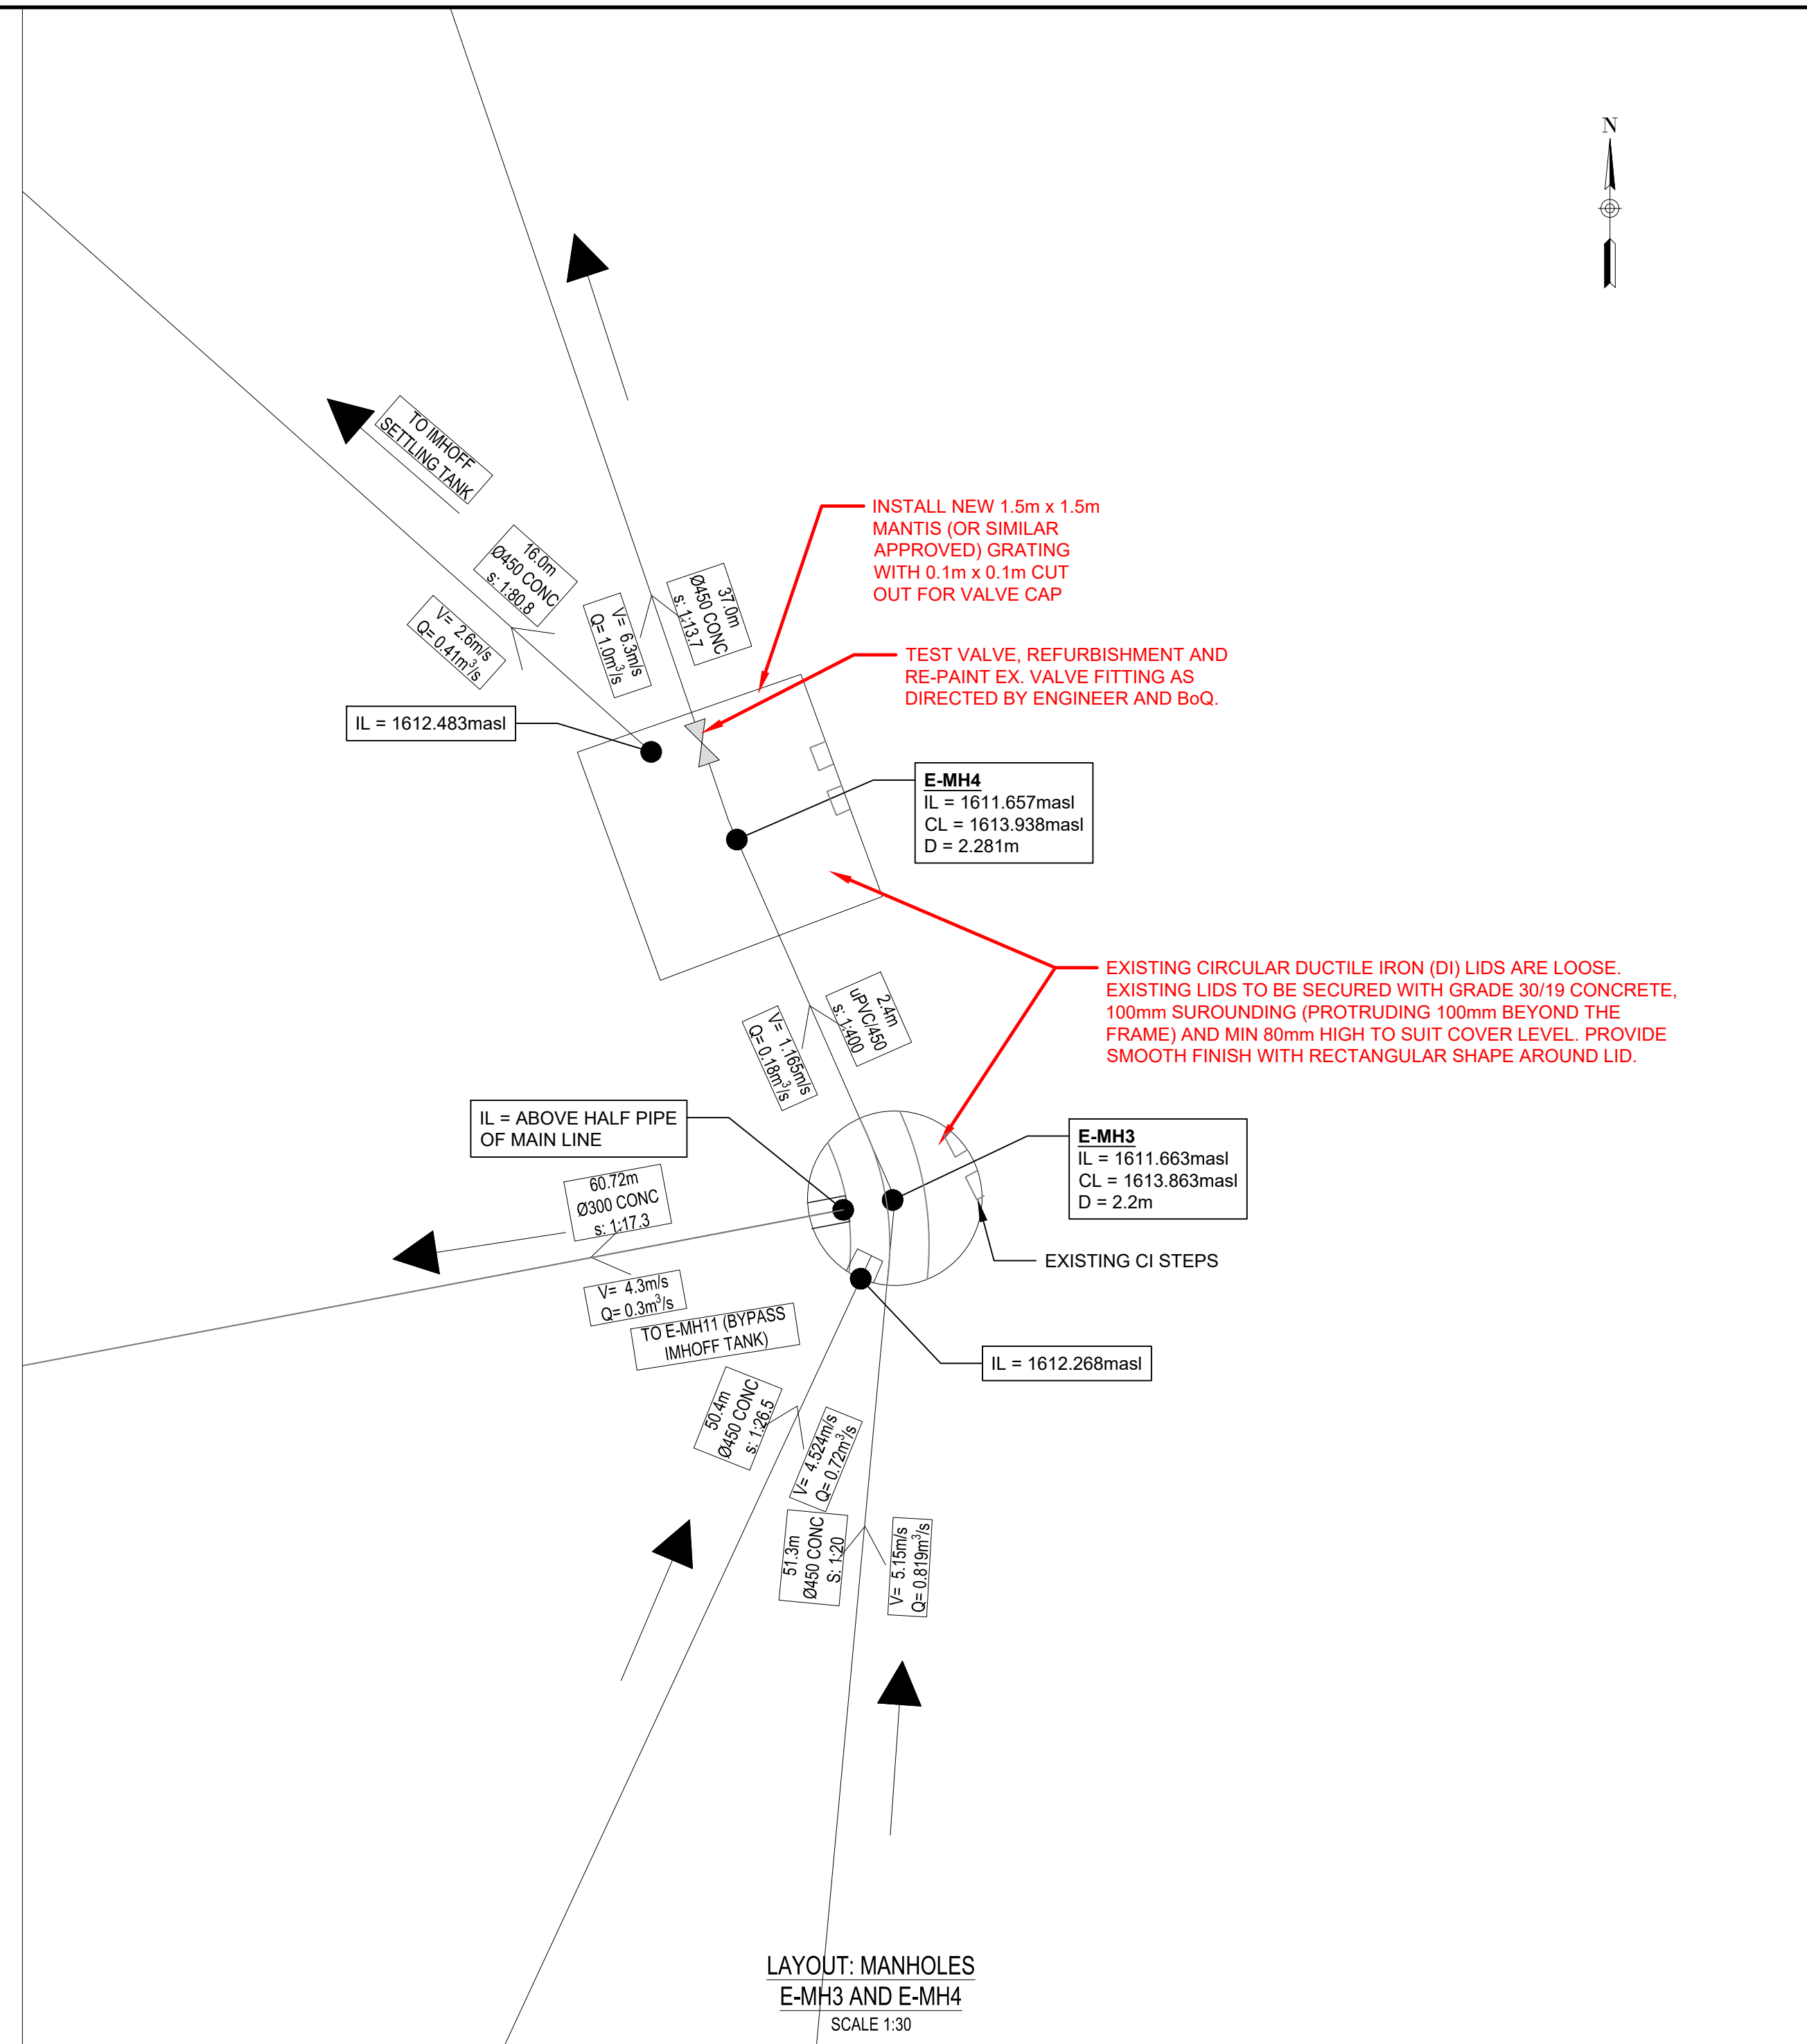 N
TO IMHOFF
SETTLING TANK
16.0m
Ø450 CONC
s: 1:80.8
V= 2.6m/s
Q= 0.41m³/s
V= 6.3m/s
Q= 1.0m³/s
37.0m
Ø450 CONC
s: 1:13.7
INSTALL NEW 1.5m x 1.5m
MANTIS (OR SIMILAR
APPROVED) GRATING
WITH 0.1m x 0.1m CUT
OUT FOR VALVE CAP
TEST VALVE, REFURBISHMENT AND
RE-PAINT EX. VALVE FITTING AS
DIRECTED BY ENGINEER AND BoQ.
IL = 1612.483masl
E-MH4
IL = 1611.657masl
CL = 1613.938masl
D = 2.281m
EXISTING CIRCULAR DUCTILE IRON (DI) LIDS ARE LOOSE.
EXISTING LIDS TO BE SECURED WITH GRADE 30/19 CONCRETE,
100mm SUROUNDING (PROTRUDING 100mm BEYOND THE
FRAME) AND MIN 80mm HIGH TO SUIT COVER LEVEL. PROVIDE
SMOOTH FINISH WITH RECTANGULAR SHAPE AROUND LID.
2.4m
uPVC/450
s: 1:400
V= 1.165m/s
Q= 0.18m³/s
IL = ABOVE HALF PIPE
OF MAIN LINE
E-MH3
IL = 1611.663masl
CL = 1613.863masl
D = 2.2m
60.72m
Ø300 CONC
s: 1:17.3
EXISTING CI STEPS
V= 4.3m/s
Q= 0.3m³/s
TO E-MH11 (BYPASS
IMHOFF TANK)
IL = 1612.268masl
50.4m
Ø450 CONC
s: 1:26.5
V= 4.524m/s
Q= 0.72m³/s
51.3m
Ø450 CONC
S: 1:20
V= 5.15m/s
Q= 0.819m³/s
LAYOUT: MANHOLES
E-MH3 AND E-MH4
SCALE 1:30